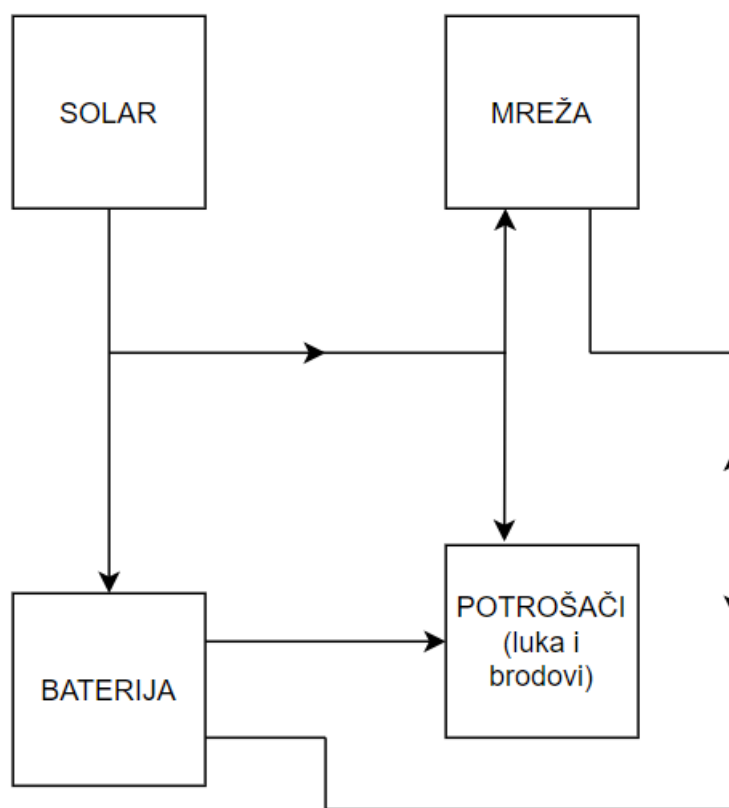 SOLAR
MREŽA
POTROŠAČI
(luka i
brodovi)
BATERIJA